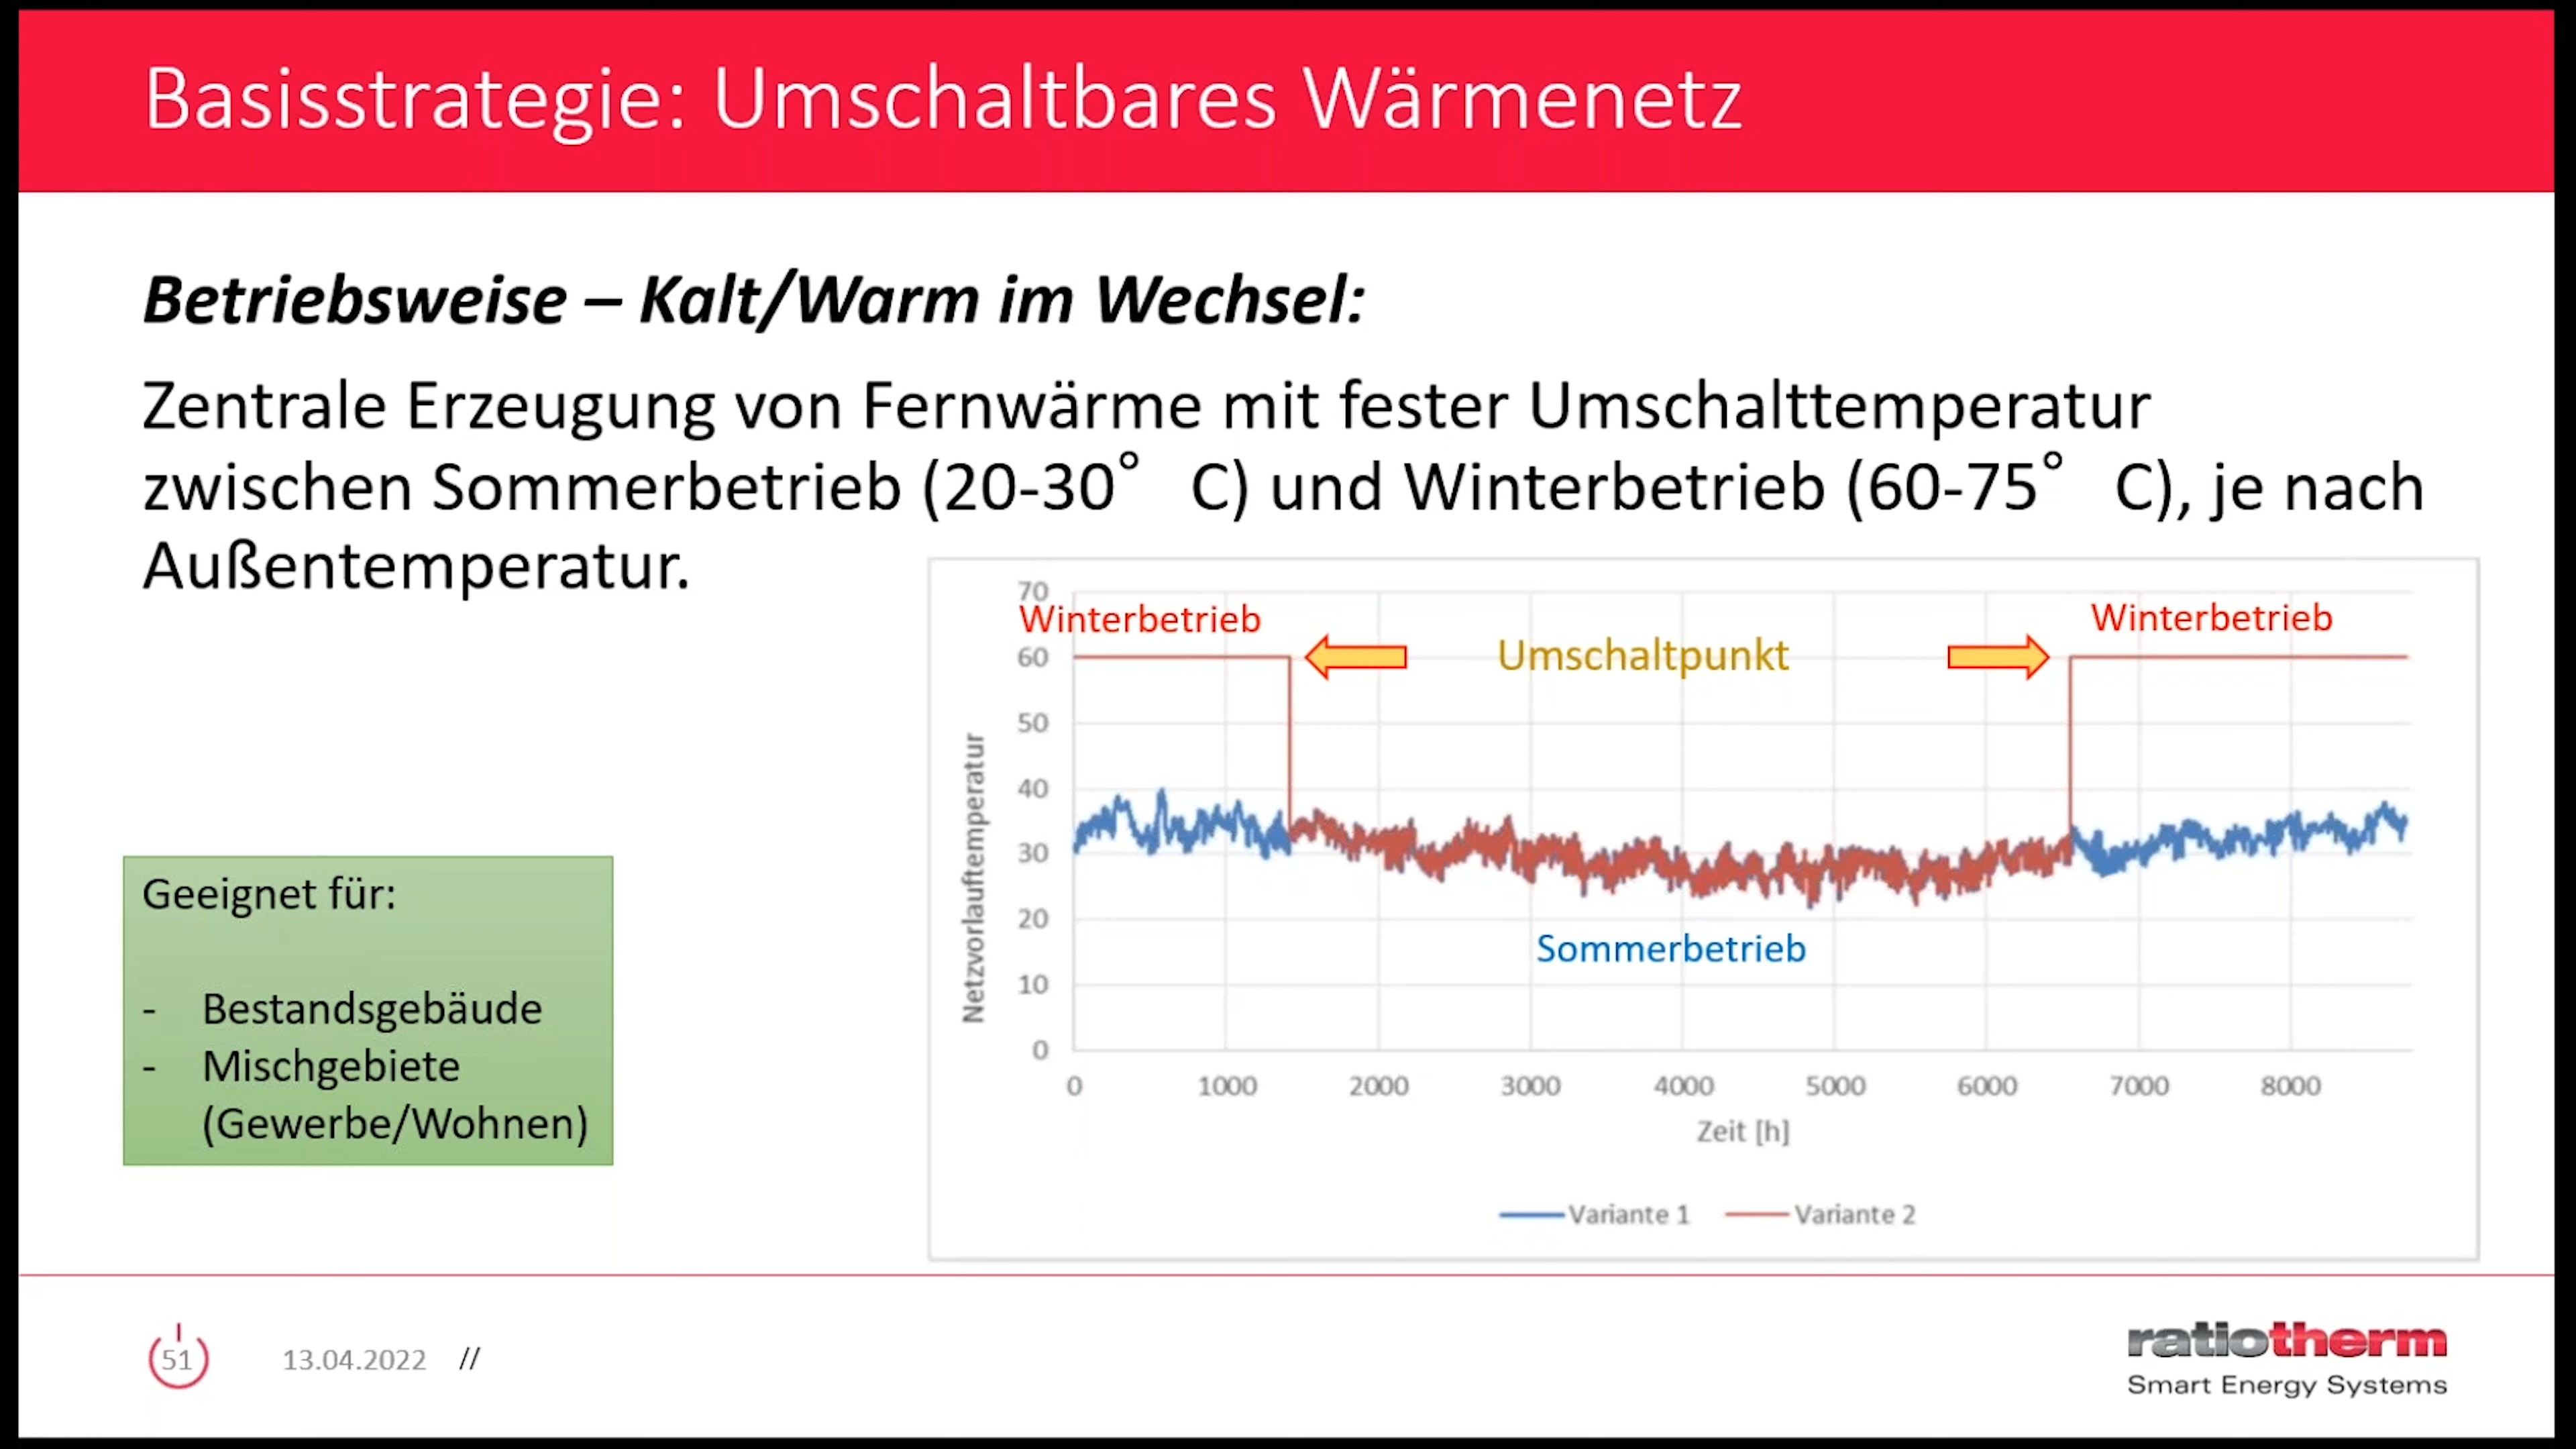 Basisstrategie: Umschaltbares Wärmenetz
Betriebsweise – Kalt/Warm im Wechsel:
Zentrale Erzeugung von Fernwärme mit fester Umschalttemperatur
zwischen Sommerbetrieb (20-30° C) und Winterbetrieb (60-75° C), je nach
Außentemperatur.
Geeignet für:
- Bestandsgebäude
- Mischgebiete
(Gewerbe/Wohnen)
Netzvorlauftemperatur
70
60
50
40
30
20
10
0
Winterbetrieb
Umschaltpunkt
Winterbetrieb
Sommerbetrieb
0 1000 2000 3000 4000 5000 6000 7000 8000
Zeit [h]
Variante 1 Variante 2
51 13.04.2022 //
ratiotherm
Smart Energy Systems